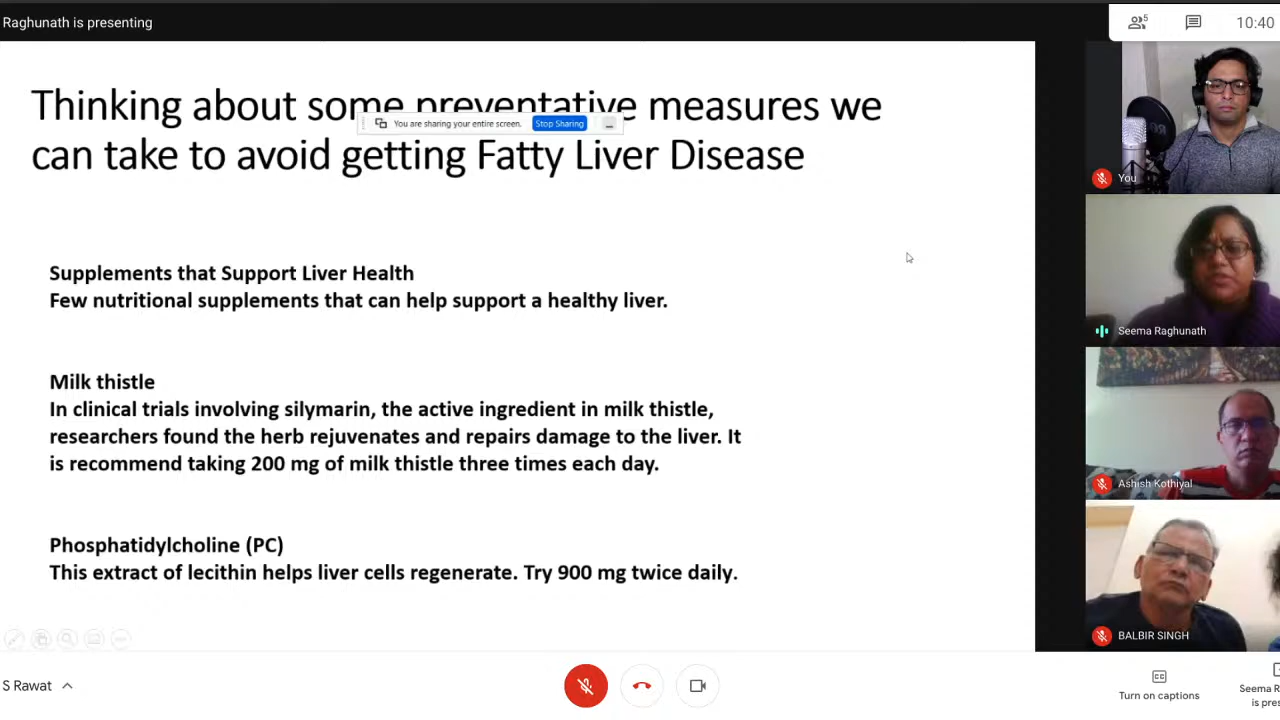 Raghunath is presenting
5
10:40
Thinking about some preventative measures we
You are sharing your entire screen. Stop Sharing
can take to avoid getting Fatty Liver Disease
Supplements that Support Liver Health
Few nutritional supplements that can help support a healthy liver.
Milk thistle
In clinical trials involving silymarin, the active ingredient in milk thistle,
researchers found the herb rejuvenates and repairs damage to the liver. It
is recommend taking 200 mg of milk thistle three times each day.
Phosphatidylcholine (PC)
This extract of lecithin helps liver cells regenerate. Try 900 mg twice daily.
You
Seema Raghunath
Ashish Kothiyal
BALBIR SINGH
S Rawat
CC
Turn on captions
Seema R
is pres